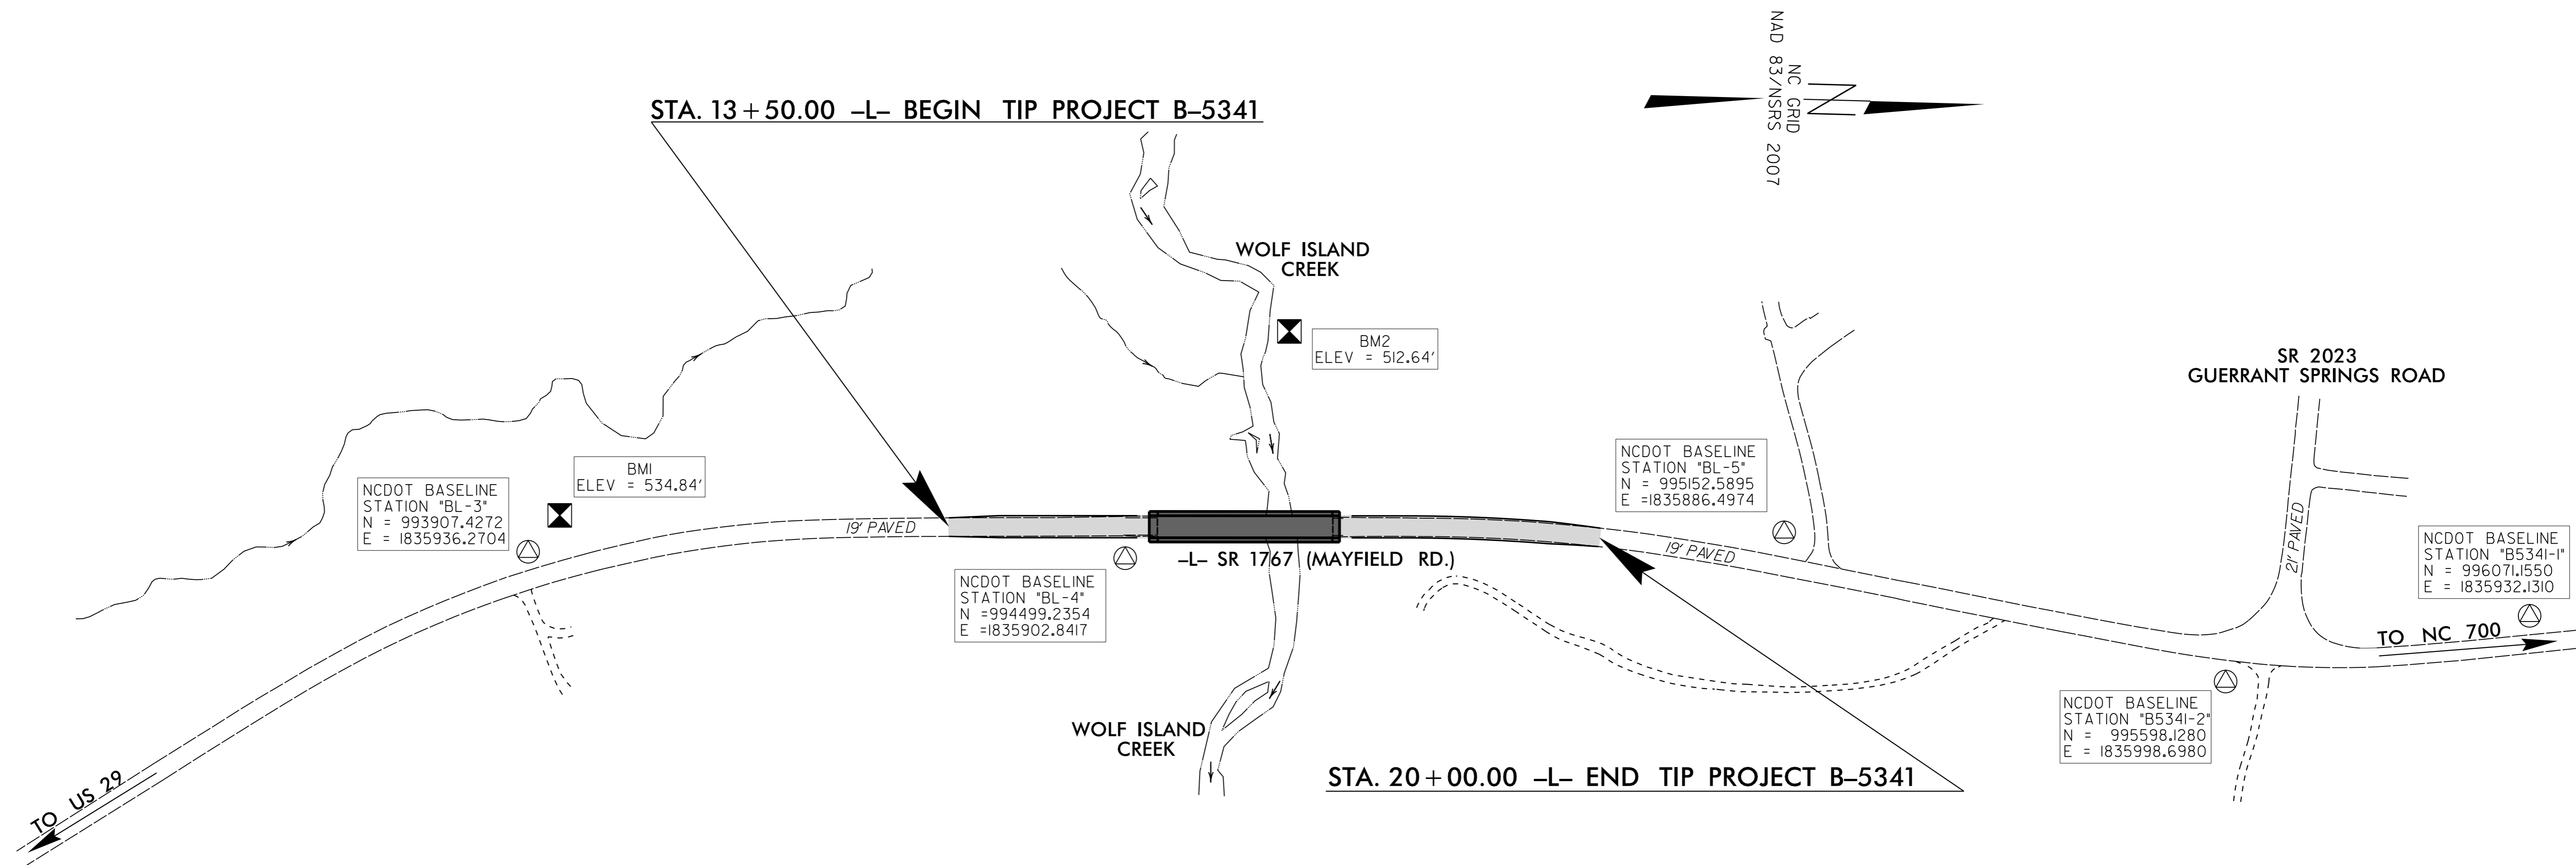 NC GRID
NAD 83/NSRS 2007
STA. 13+50.00 -L- BEGIN TIP PROJECT B-5341
WOLF ISLAND
CREEK
BM2
ELEV = 512.64'
SR 2023
GUERRANT SPRINGS ROAD
BM1
ELEV = 534.84'
NCDOT BASELINE
STATION "BL-3"
N = 993907.4272
E = 1835936.2704
19' PAVED
NCDOT BASELINE
STATION "BL-5"
N = 995152.5895
E =1835886.4974
-L- SR 1767 (MAYFIELD RD.)
19' PAVED
21' PAVED
NCDOT BASELINE
STATION "B5341-1"
N = 996071.1550
E = 1835932.1310
NCDOT BASELINE
STATION "BL-4"
N =994499.2354
E =1835902.8417
TO NC 700
WOLF ISLAND
CREEK
NCDOT BASELINE
STATION "B5341-2"
N = 995598.1280
E = 1835998.6980
STA. 20+00.00 -L- END TIP PROJECT B-5341
TO US 29